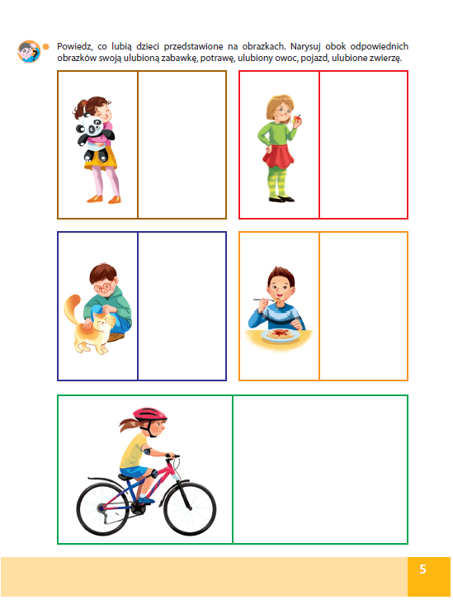 Powiedz, co lubią dzieci przedstawione na obrazkach. Narysuj obok odpowiednich
obrazków swoją ulubioną zabawkę, potrawę, ulubiony owoc, pojazd, ulubione zwierzę.
5